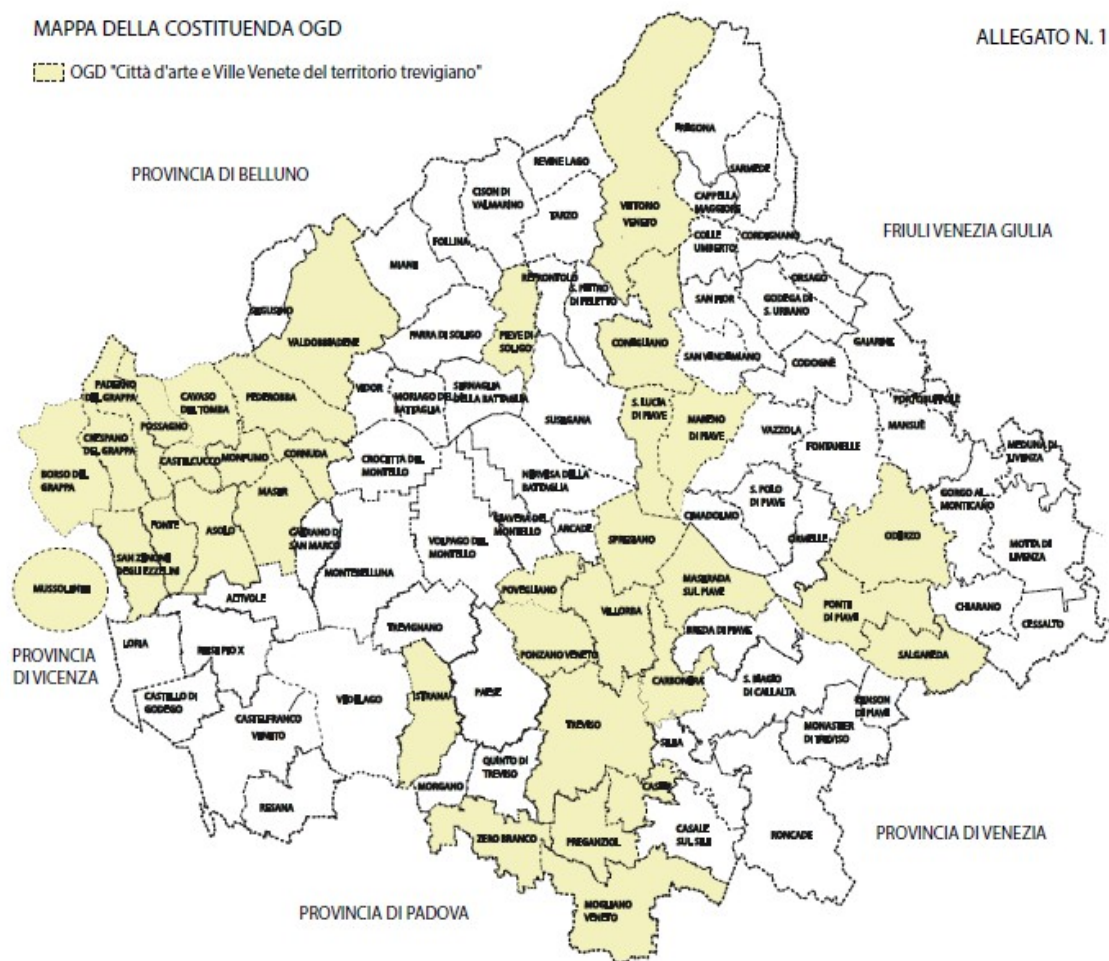 MAPPA DELLA COSTITUENDA OGD
ALLEGATO N. 1
OGD "Città d'arte e Ville Venete del territorio trevigiano"
PROVINCIA DI BELLUNO
FRIULI VENEZIA GIULIA
FREGONA
REVINE LAGO
SARMEDE
CISON DI
VALMARINO
CAPPELLA
MAGGIORE
VITTORIO
VENETO
TARZO
COLLE
UMBERTO
CORDIGNANO
FOLLINA
MIANE
REFRONTOLO
S. PIETRO
DI FELETTO
ORSAGO
SAN FIOR
GODEGA DI
S. URBANO
SEGUSINO
VALDOBBIADENE
FARRA DI SOLIGO
PIEVE DI
SOLIGO
CONEGLIANO
SAN VENDEMIANO
GAIARINE
CODOGNÈ
PADERNO
DEL GRAPPA
CAVASO
DEL TOMBA
PEDEROBBA
VIDOR
MORIAGO DELLA
BATTAGLIA
SERNAGLIA
DELLA BATTAGLIA
S. LUCIA
DI PIAVE
MARENO
DI PIAVE
PORTOBUFFOLÈ
POSSAGNO
SUSEGANA
VAZZOLA
MANSUÈ
FONTANELLE
CRESPANO
DEL GRAPPA
CASTELCUCCO
MONFUMO
CORNUDA
CROCETTA DEL
MONTELLO
MEDUNA DI
LIVENZA
BORSO DEL
GRAPPA
MASER
NERVESA DELLA
BATTAGLIA
S. POLO
DI PIAVE
GORGO AL
MONTICANO
FONTE
ASOLO
CAERANO DI
SAN MARCO
VOLPAGO DEL
MONTELLO
GIAVERA DEL
MONTELLO
ARCADE
SPRESIANO
CIMADOLMO
ORMELLE
ODERZO
MOTTA DI
LIVENZA
SAN ZENONE
DEGLI EZZELINI
MONTEBELLUNA
MUSSOLENTE
ALTIVOLE
POVEGLIANO
VILLORBA
MASERADA
SUL PIAVE
PONTE
DI PIAVE
CHIARANO
CESSALTO
PROVINCIA
DI VICENZA
LORIA
RIESE PIO X
TREVIGNANO
PONZANO VENETO
BREDA DI PIAVE
SALGAREDA
CASTELLO DI
GODEGO
VEDELAGO
ISTRANA
PAESE
CARBONERA
S. BIAGIO
DI CALLALTA
ZENSON
DI PIAVE
CASTELFRANCO
VENETO
TREVISO
SILEA
MONASTIER
DI TREVISO
QUINTO DI
TREVISO
MORGANO
CASIER
RESANA
ZERO BRANCO
PREGANZIOL
CASALE
SUL SILE
RONCADE
PROVINCIA DI VENEZIA
PROVINCIA DI PADOVA
MOGLIANO
VENETO